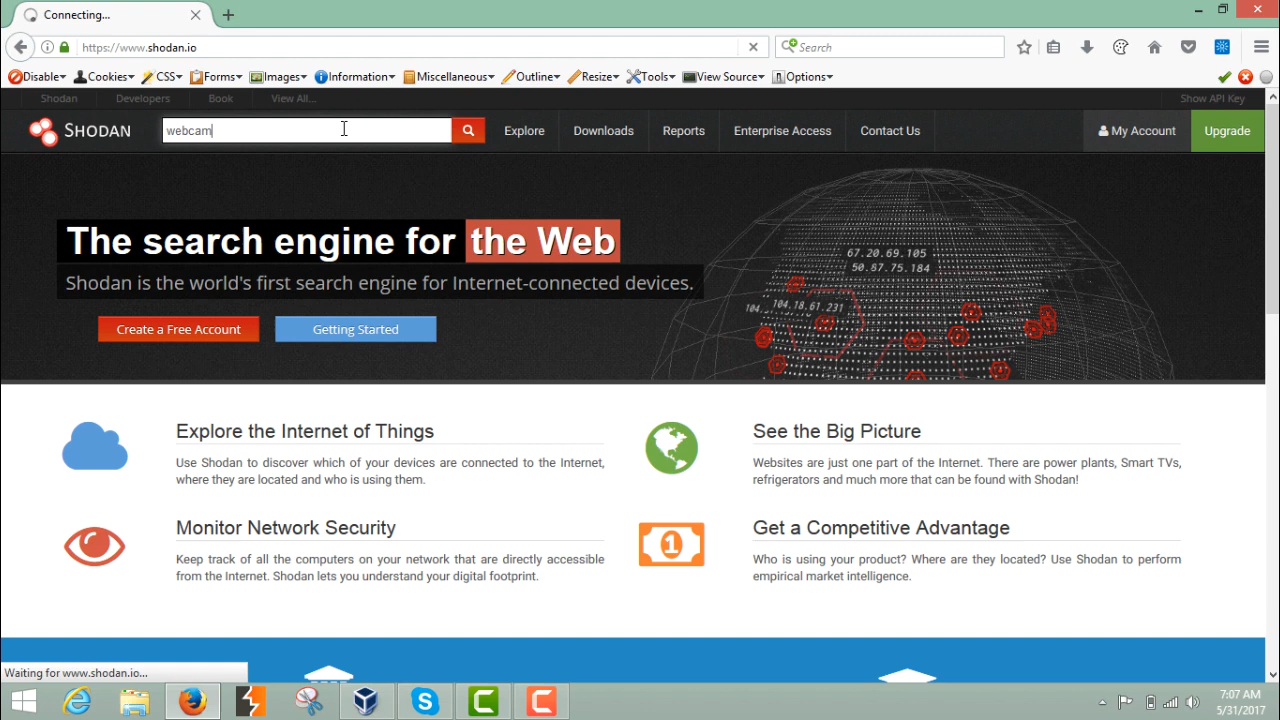 Connecting...
https://www.shodan.io
Search
Disable Cookies CSS Forms Images Information Miscellaneous Outline Resize Tools View Source Options
Shodan Developers Book View All... Show API Key
SHODAN webcam Explore Downloads Reports Enterprise Access Contact Us My Account Upgrade
The search engine for the Web
Shodan is the world's first search engine for Internet-connected devices.
Create a Free Account Getting Started
67.20.69.105
50.67.75.184
104.18.61.231
104.
Explore the Internet of Things
Use Shodan to discover which of your devices are connected to the Internet,
where they are located and who is using them.
See the Big Picture
Websites are just one part of the Internet. There are power plants, Smart TVs,
refrigerators and much more that can be found with Shodan!
Monitor Network Security
Keep track of all the computers on your network that are directly accessible
from the Internet. Shodan lets you understand your digital footprint.
1
Get a Competitive Advantage
Who is using your product? Where are they located? Use Shodan to perform
empirical market intelligence.
Waiting for www.shodan.io...
7:07 AM
5/31/2017